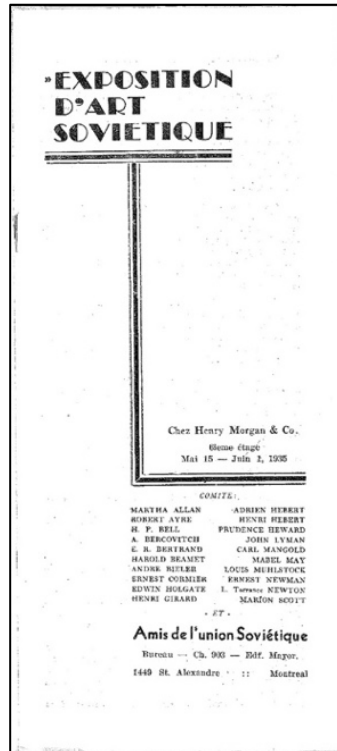 »EXPOSITION
D'ART
SOVIETIQUE
Chez Henry Morgan & Co.
6ieme étage
Mai 15 — Juin 2, 1935
COMITE:
MARTHA ALLAN
ROBERT AYRE
H. P. BELL
A. BERCOVITCH
E. R. BERTRAND
HAROLD BEAMET
ANDRE BIELER
ERNEST CORMIER
EDWIN HOLGATE
HENRI GIRARD
ADRIEN HEBERT
HENRI HEBERT
PRUDENCE HEWARD
JOHN LYMAN
CARL MANGOLD
MABEL MAY
LOUIS MUHLSTOCK
ERNEST NEWMAN
L. Torrance NEWTON
MARION SCOTT
- ET -
Amis de l'union Soviétique
Bureau — Ch. 903 — Edf. Mayor.
1449 St. Alexandre :: Montreal